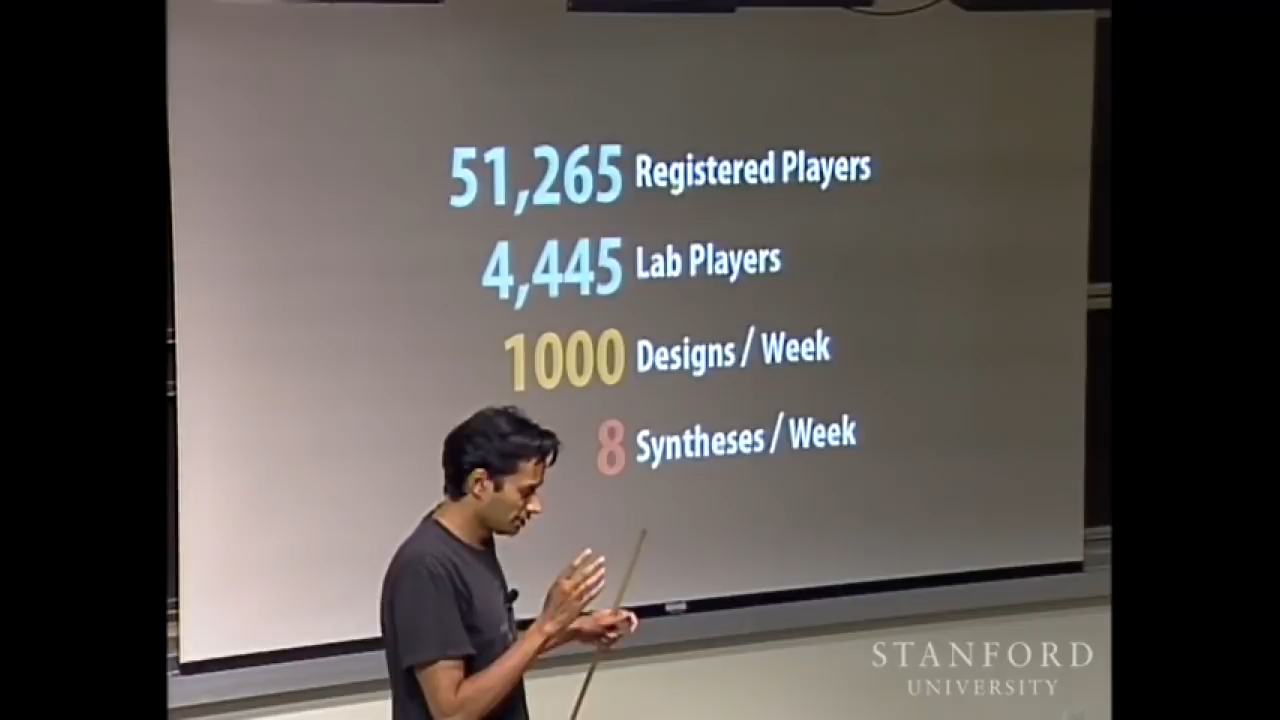 51,265 Registered Players
4,445 Lab Players
1000 Designs / Week
8 Syntheses / Week
STANFORD
UNIVERSITY